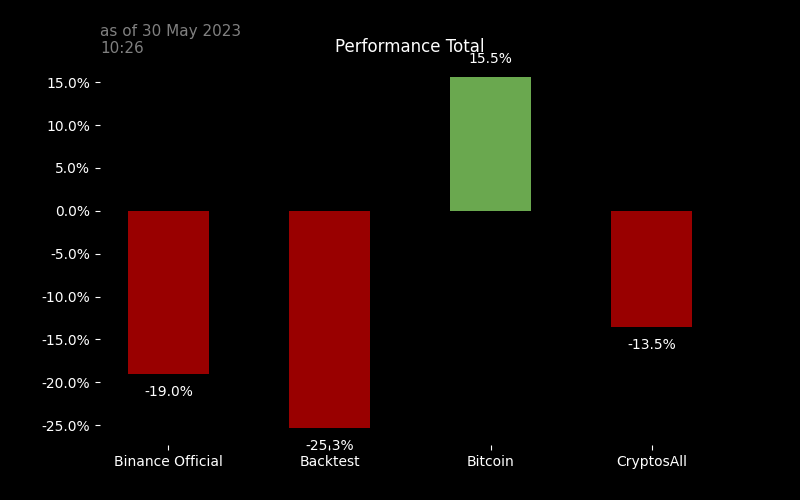 as of 30 May 2023
10:26
Performance Total
15.5%
15.0%
10.0%
5.0%
0.0%
-5.0%
-10.0%
-15.0%
-13.5%
-20.0%
-19.0%
-25.0%
-25.3%
Binance Official
Backtest
Bitcoin
CryptosAll